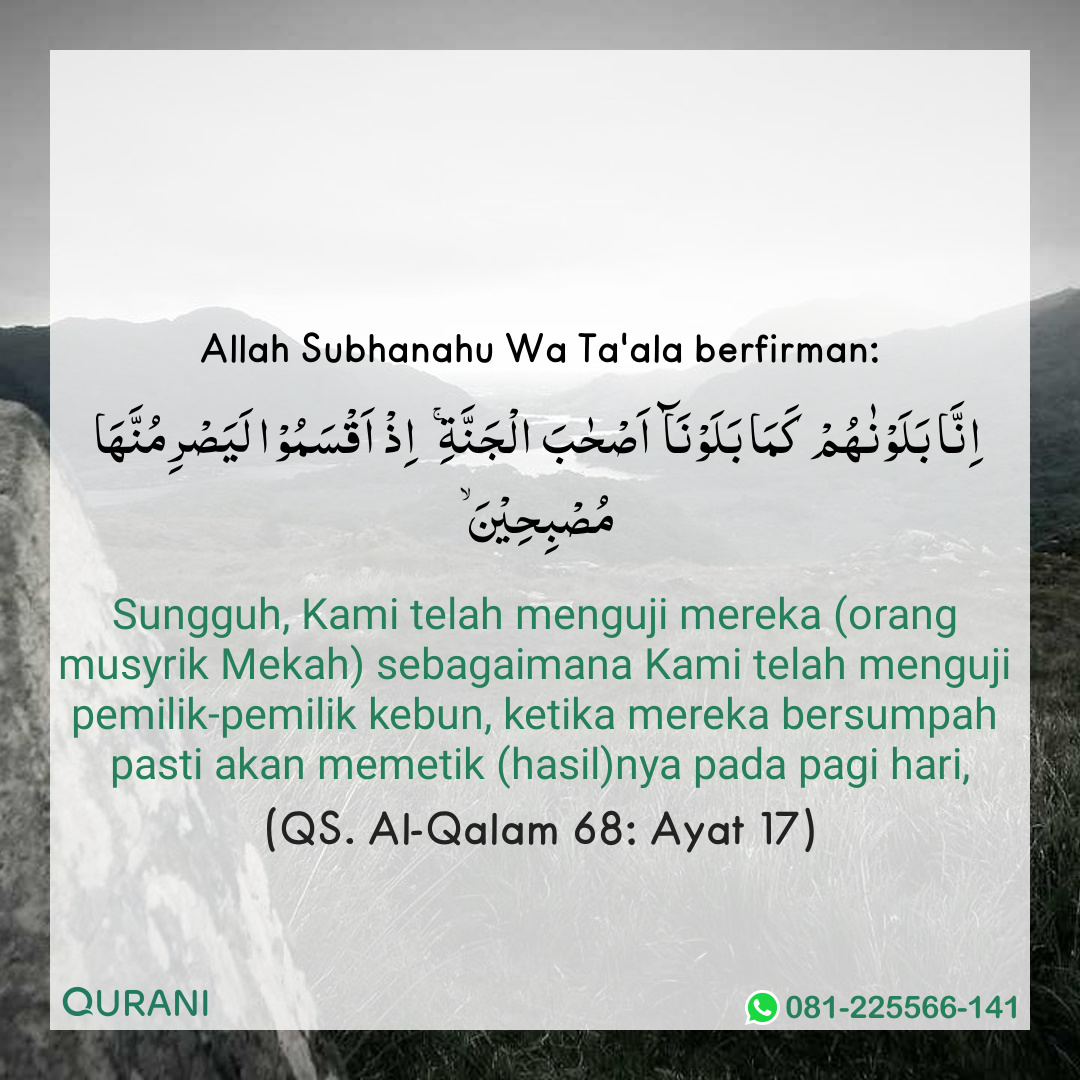 Allah Subhanahu Wa Ta'ala berfirman:
اِنَّا بَلَوْنٰهُمْ كَمَا بَلَوْنَاۤ اَصْحٰبَ الْجَنَّةِ ۚ اِذْ اَقْسَمُوْا لَيَصْرِمُنَّهَا
مُصْبِحِيْنَ ۙ
Sungguh, Kami telah menguji mereka (orang
musyrik Mekah) sebagaimana Kami telah menguji
pemilik-pemilik kebun, ketika mereka bersumpah
pasti akan memetik (hasil)nya pada pagi hari,
(QS. Al-Qalam 68: Ayat 17)
QURANI
081-225566-141